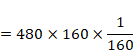 = 480 × 160 × 1/160